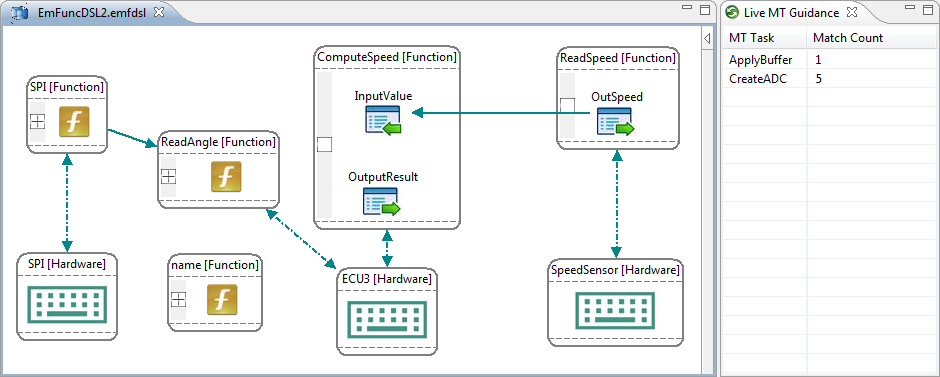 EmFuncDSL2.emfdsl
Live MT Guidance
MT Task Match Count
ApplyBuffer 1
CreateADC 5
ComputeSpeed [Function]
ReadSpeed [Function]
SPI [Function]
InputValue
OutSpeed
ReadAngle [Function]
OutputResult
SPI [Hardware]
name [Function]
ECU3 [Hardware]
SpeedSensor [Hardware]